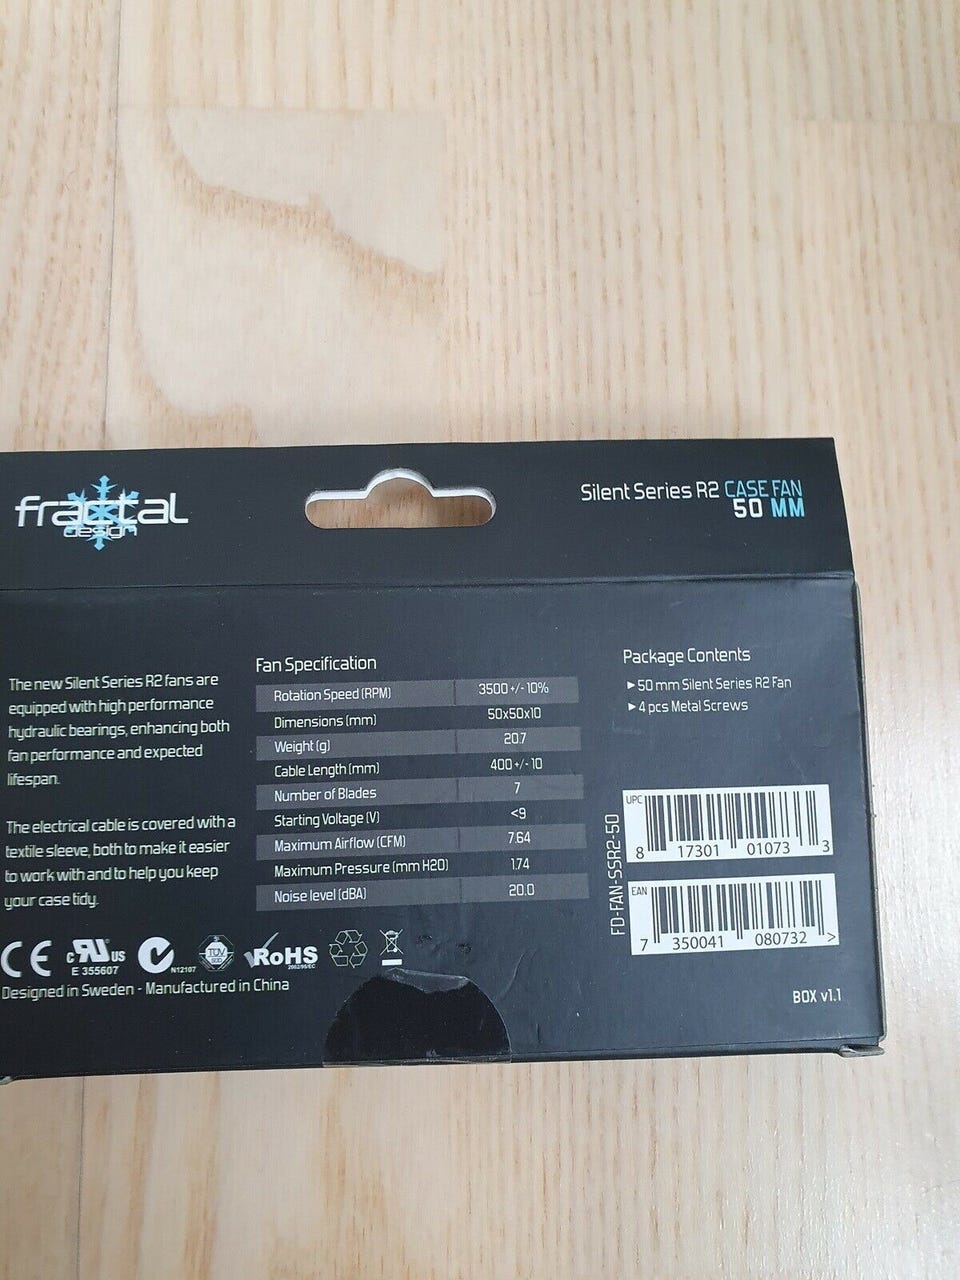 fractal
design
Silent Series R2 CASE FAN
50 MM
The new Silent Series R2 fans are
equipped with high performance
hydraulic bearings, enhancing both
fan performance and expected
lifespan.
The electrical cable is covered with a
textile sleeve, both to make it easier
to work with and to help you keep
your case tidy.
Fan Specification
Rotation Speed (RPM) 3500 +/- 10%
Dimensions (mm) 50x50x10
Weight (g) 20.7
Cable Length (mm) 400 +/- 10
Number of Blades 7
Starting Voltage (V) <9
Maximum Airflow (CFM) 7.64
Maximum Pressure (mm H2O) 1.74
Noise level (dBA) 20.0
Package Contents
50 mm Silent Series R2 Fan
4 pcs Metal Screws
FD-FAN-SSR2-50
UPC
8 17301 01073 3
EAN
7 350041 080732 >
CE
c US
E 355607
N12107
TÜV
RoHS
2002/95/EC
Designed in Sweden - Manufactured in China
BOX v1.1